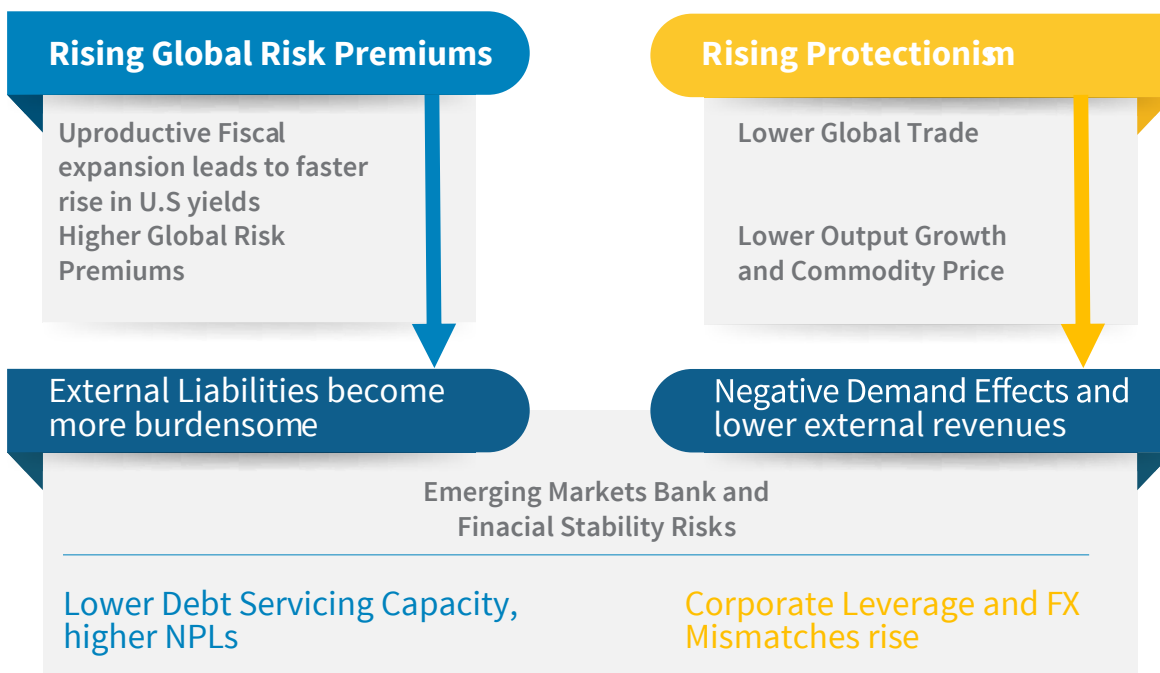 Rising Global Risk Premiums
Uproductive Fiscal
expansion leads to faster
rise in U.S yields
Higher Global Risk
Premiums
Rising Protectionism
Lower Global Trade
Lower Output Growth
and Commodity Price
External Liabilities become
more burdensome
Negative Demand Effects and
lower external revenues
Emerging Markets Bank and
Finacial Stability Risks
Lower Debt Servicing Capacity,
higher NPLs
Corporate Leverage and FX
Mismatches rise